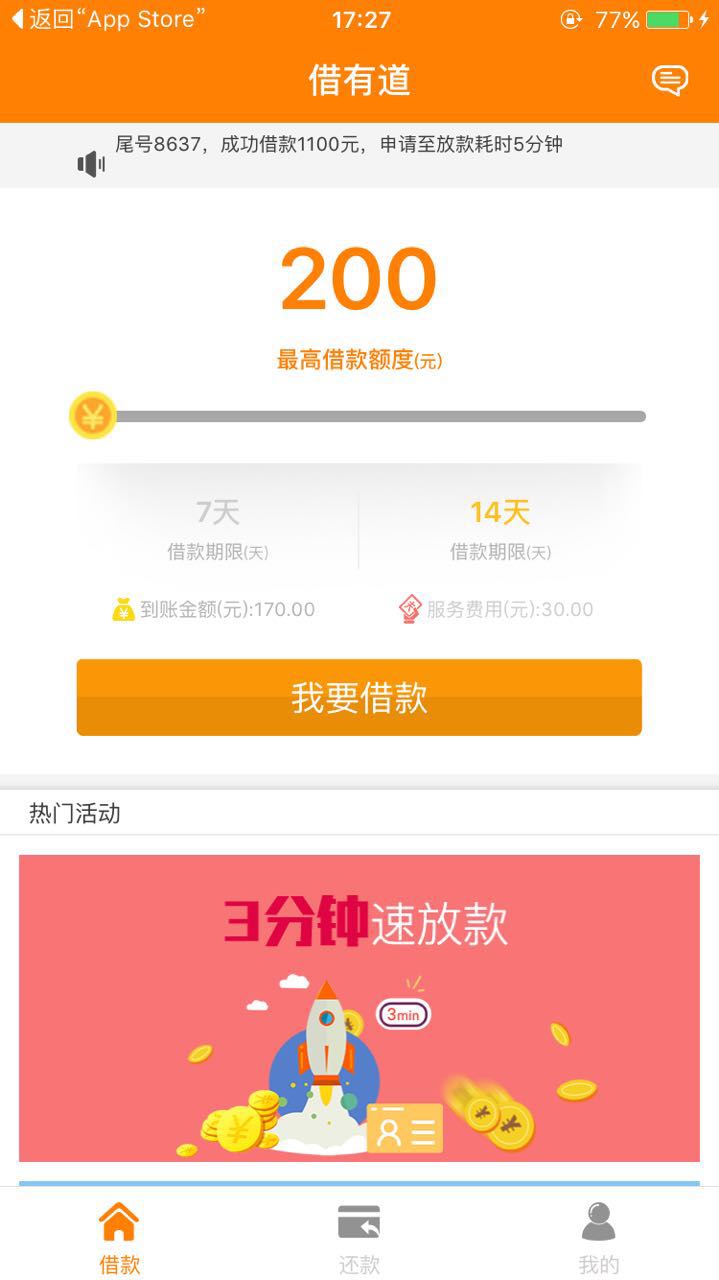 返回“App Store”
17:27
77%
借有道
尾号8637，成功借款1100元，申请至放款耗时5分钟
200
最高借款额度(元)
7天
14天
借款期限(天)
借款期限(天)
到账金额(元):170.00
服务费用(元):30.00
我要借款
热门活动
3分钟速放款
3min
借款
还款
我的